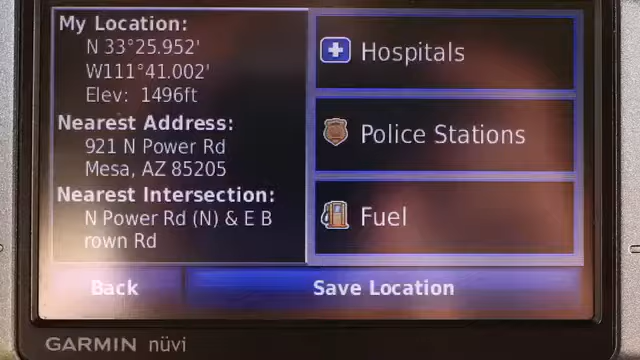 My Location:
N 33°25.952'
W111°41.002'
Elev: 1496ft
Nearest Address:
921 N Power Rd
Mesa, AZ 85205
Nearest Intersection:
N Power Rd (N) & E B
rown Rd
Hospitals
Police Stations
Fuel
Back
Save Location
GARMIN nüvi